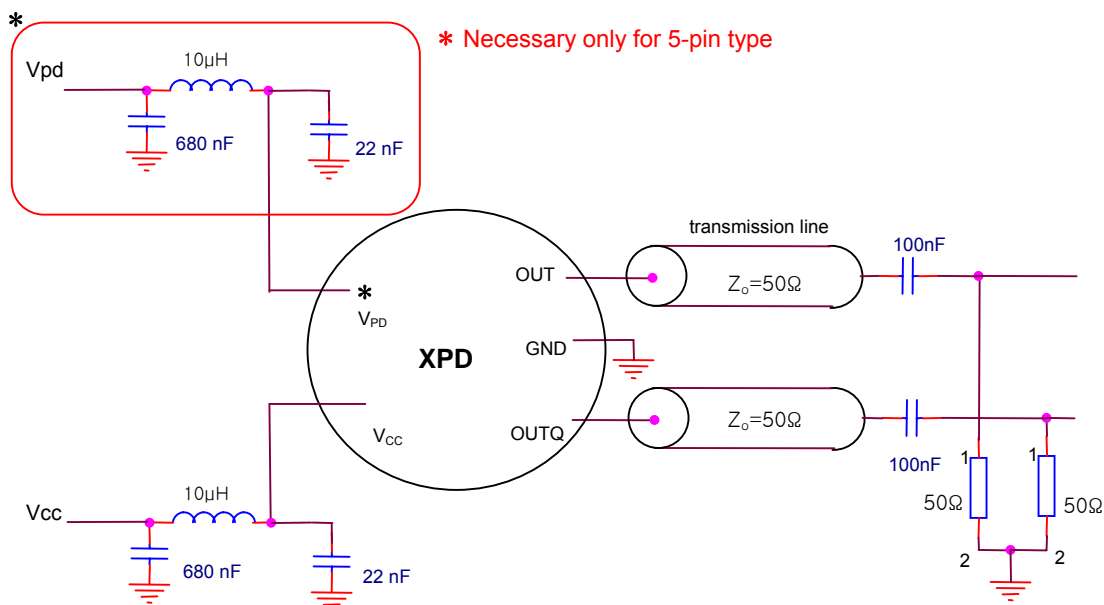 *
* Necessary only for 5-pin type
Vpd
10µH
680 nF
22 nF
transmission line
100nF
OUT
Zo=50Ω
*
VPD
GND
XPD
VCC
OUTQ
Zo=50Ω
100nF
Vcc
10µH
680 nF
22 nF
1
1
50Ω
50Ω
2
2